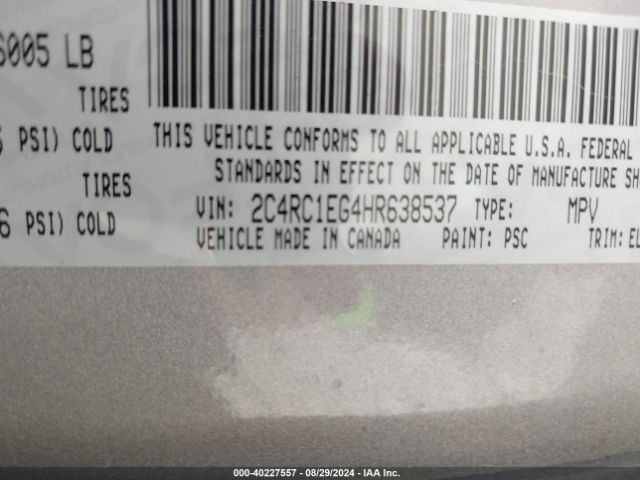 6005 LB
TIRES
PSI) COLD
THIS VEHICLE CONFORMS TO ALL APPLICABLE U.S.A. FEDERAL
STANDARDS IN EFFECT ON THE DATE OF MANUFACTURE SH
TIRES
6 PSI) COLD
VIN: 2C4RC1EG4HR638537 TYPE: MPV
VEHICLE MADE IN CANADA PAINT: PSC TRIM: EL
000-40227557 • 08/29/2024 - IAA Inc.